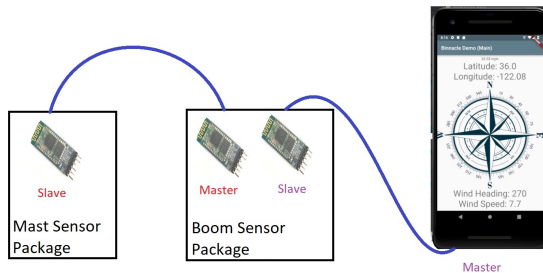 Slave
Mast Sensor
Package
Master
Slave
Boom Sensor
Package
Binnacle Demo (Main)
Latitude: 36.0
Longitude: -122.08
N
E
S
Wind Heading: 270
Wind Speed: 7.7
Master